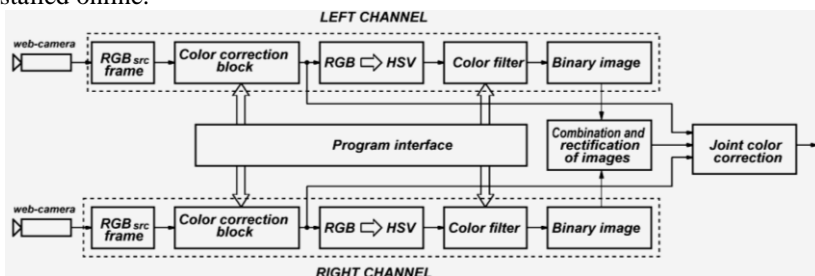 stalled online.
LEFT CHANNEL
web-camera
RGB src
frame
Color correction
block
RGB ⇨ HSV
Color filter
Binary image
Program interface
Combination and
rectification
of images
Joint color
correction
web-camera
RGB src
frame
Color correction
block
RGB ⇨ HSV
Color filter
Binary image
RIGHT CHANNEL